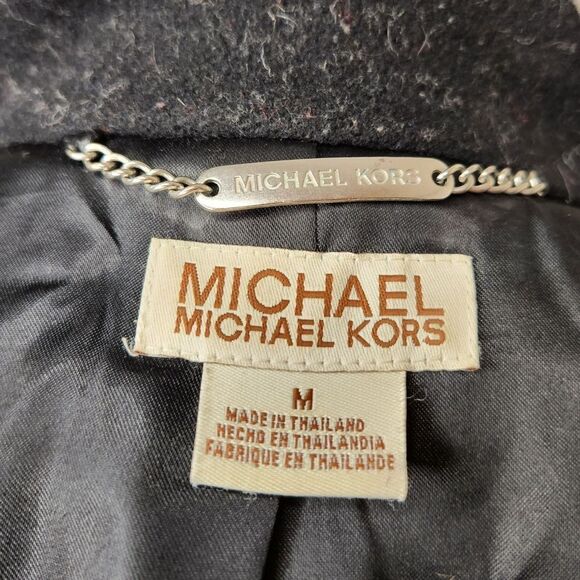 MICHAEL KORS
MICHAEL
MICHAEL KORS
M
MADE IN THAILAND
HECHO EN THAILANDIA
FABRIQUE EN THAILANDE